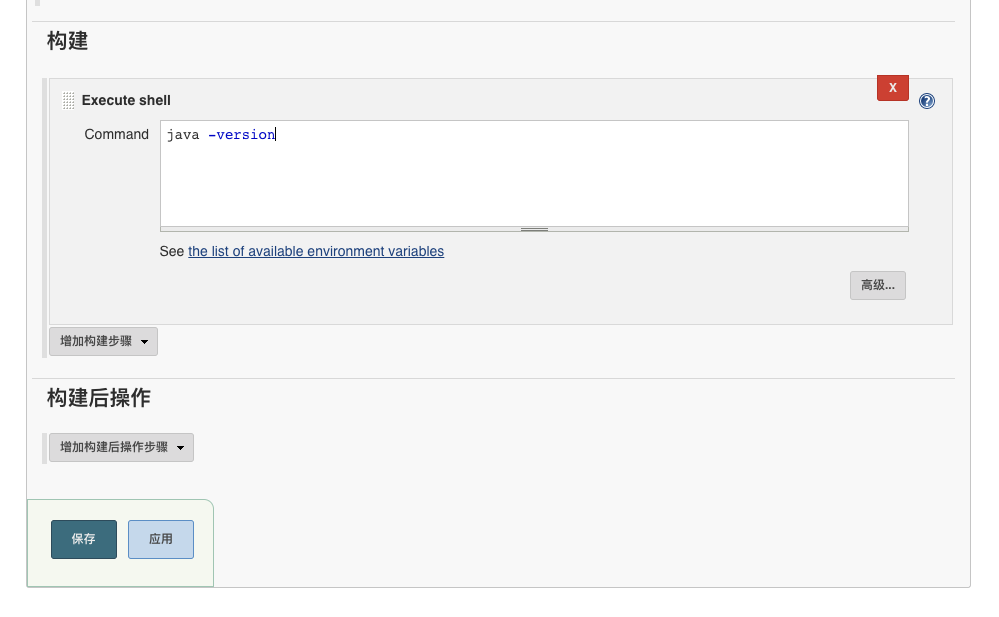 构建
Execute shell
X
?
Command
java -version
See the list of available environment variables
高级...
增加构建步骤
构建后操作
增加构建后操作步骤
保存
应用